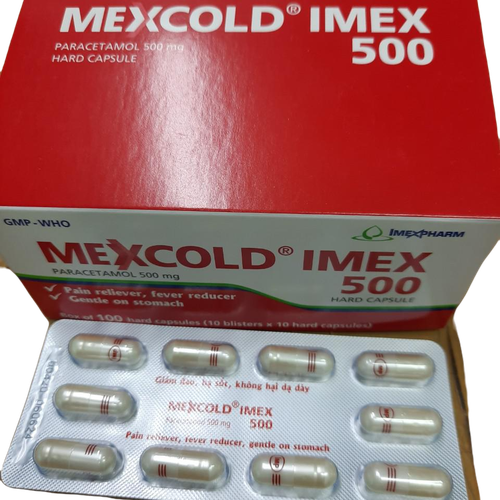 MEXCOLD® IMEX
PARACETAMOL 500 mg
500
HARD CAPSULE
GMP - WHO
IMEXPHARM
MEXCOLD® IMEX
PARACETAMOL 500 mg
500
HARD CAPSULE
Pain reliever, fever reducer
Gentle on stomach
Box of 100 hard capsules (10 blisters x 10 hard capsules)
Giảm đau, hạ sốt, không hại dạ dày
MEXCOLD® IMEX
Paracetamol 500 mg
500
Pain reliever, fever reducer, gentle on stomach